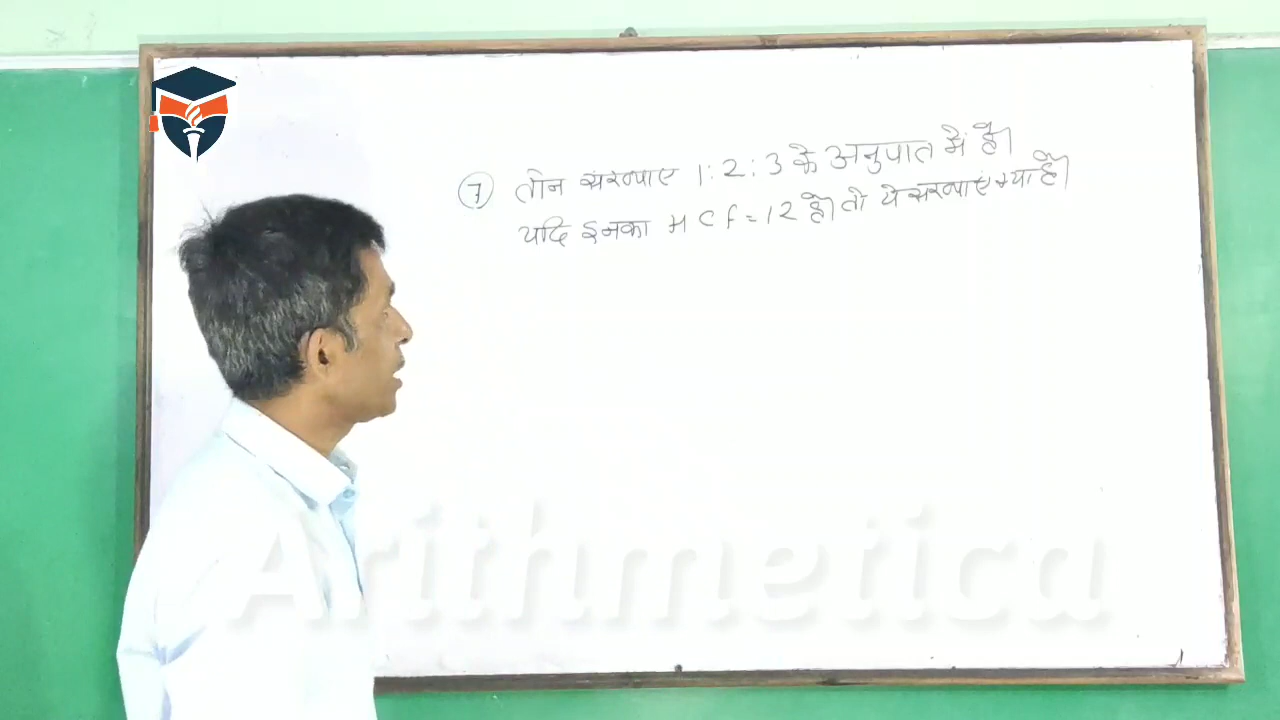 7 तीन संख्याए 1:2:3 के अनुपात में है।
यदि इनका HCF=12 है। तो ये संख्याएं क्या है।
Arithmetica